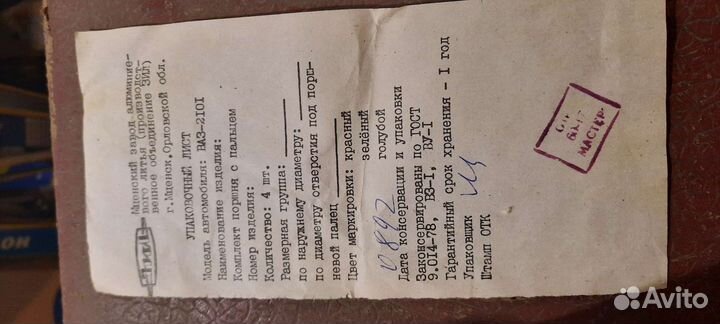 Мценский завод алюминие-
вого литья (производст-
венное объединение ЗИЛ)
г.Мценск,Орловской обл.
УПАКОВОЧНЫЙ ЛИСТ
Модель автомобиля: ВАЗ-2101
Наименование изделия:
Комплект поршня с пальцем
Номер изделия:
Количество: 4 шт.
Размерная группа:
по наружнему диаметру:
по диаметру отверстия под порш-
невой палец
Цвет маркировки: красный
зелёный
голубой
0892
Дата консервации и упаковки
Законсервированы по ГОСТ
9.014-78, ВЗ-I, ВУ-I
Гарантийный срок хранения - I год
Упаковщик
Штамп ОТК
МАСТЕР
Avito